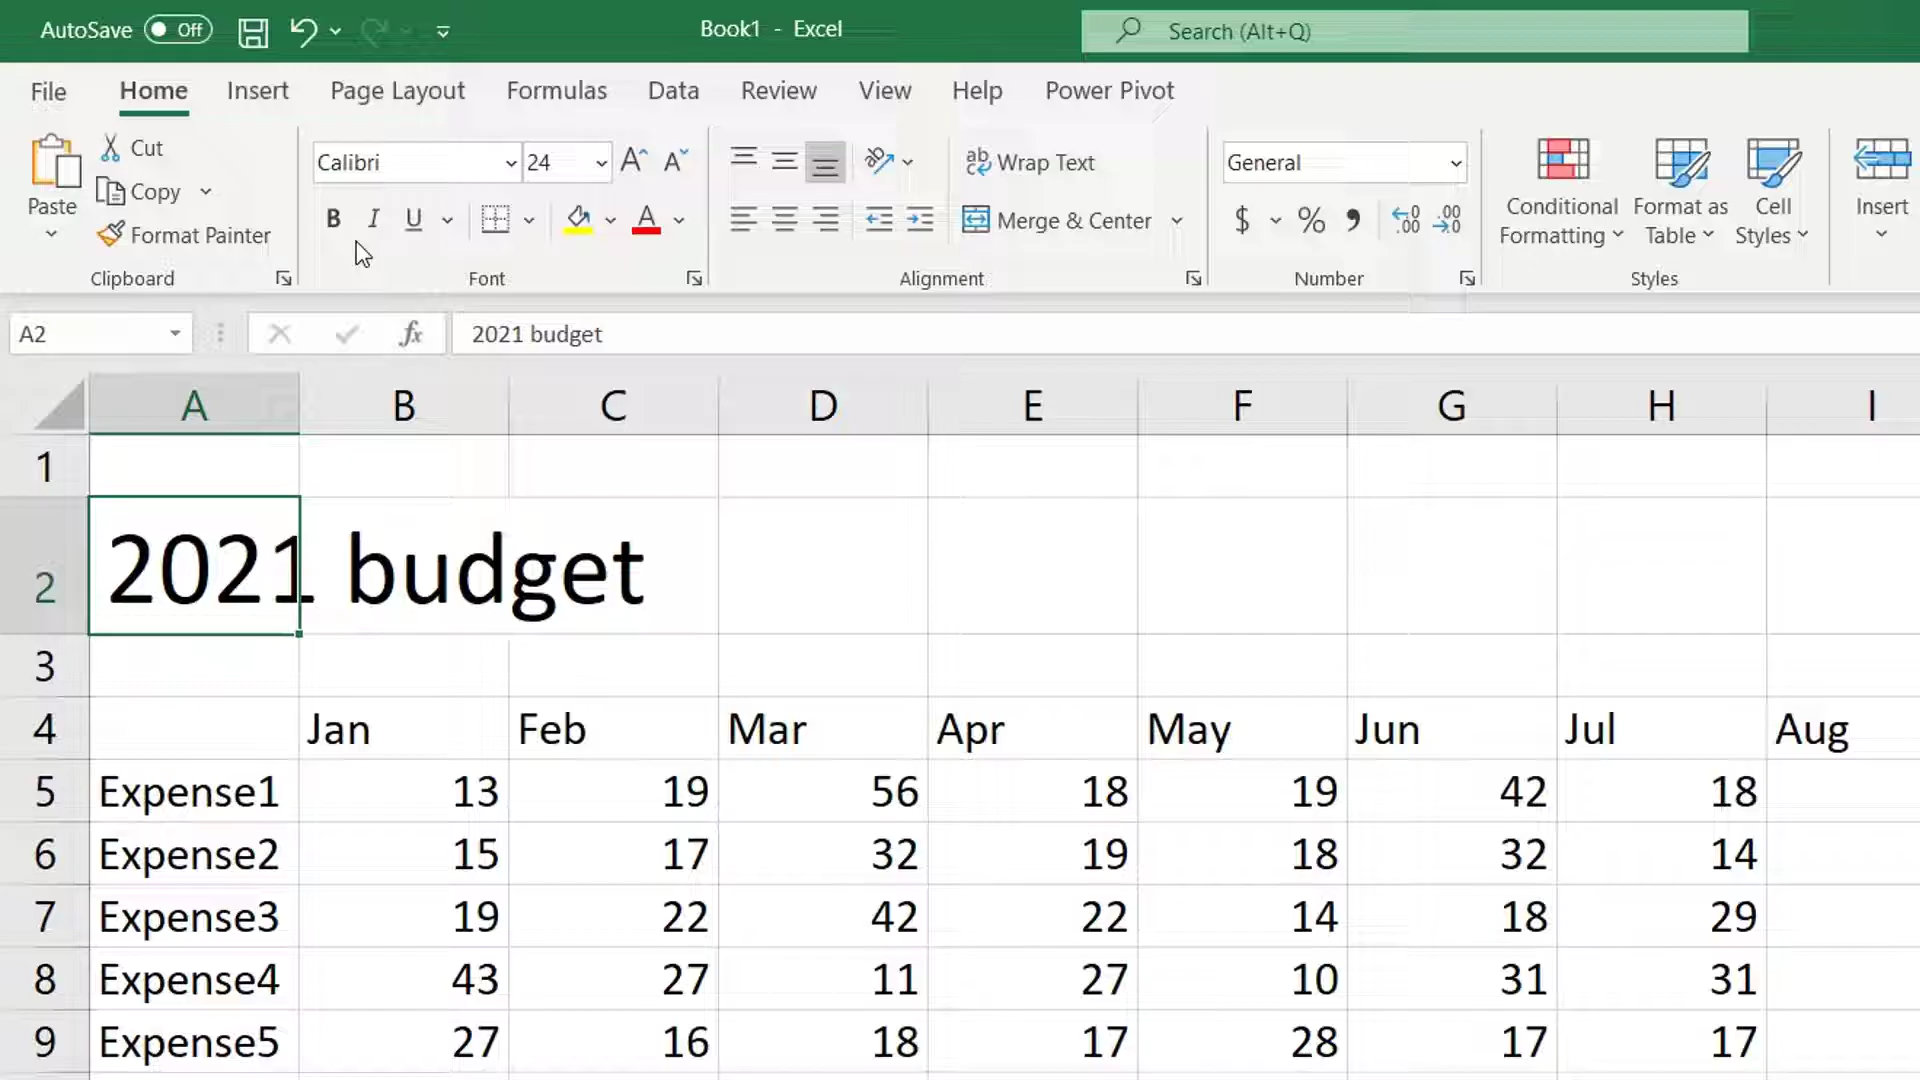 AutoSave Off Book1 - Excel Search (Alt+Q)
File Home Insert Page Layout Formulas Data Review View Help Power Pivot
Paste Cut Copy Format Painter
Clipboard
Calibri 24
B I U A
Font
ab Wrap Text
Merge & Center
Alignment
General
$ % , .00 .00
Number
Conditional Formatting Format as Table Cell Styles
Styles
Insert
A2 fx 2021 budget
A B C D E F G H I
1
2 2021 budget
3
4 Jan Feb Mar Apr May Jun Jul Aug
5 Expense1 13 19 56 18 19 42 18
6 Expense2 15 17 32 19 18 32 14
7 Expense3 19 22 42 22 14 18 29
8 Expense4 43 27 11 27 10 31 31
9 Expense5 27 16 18 17 28 17 17